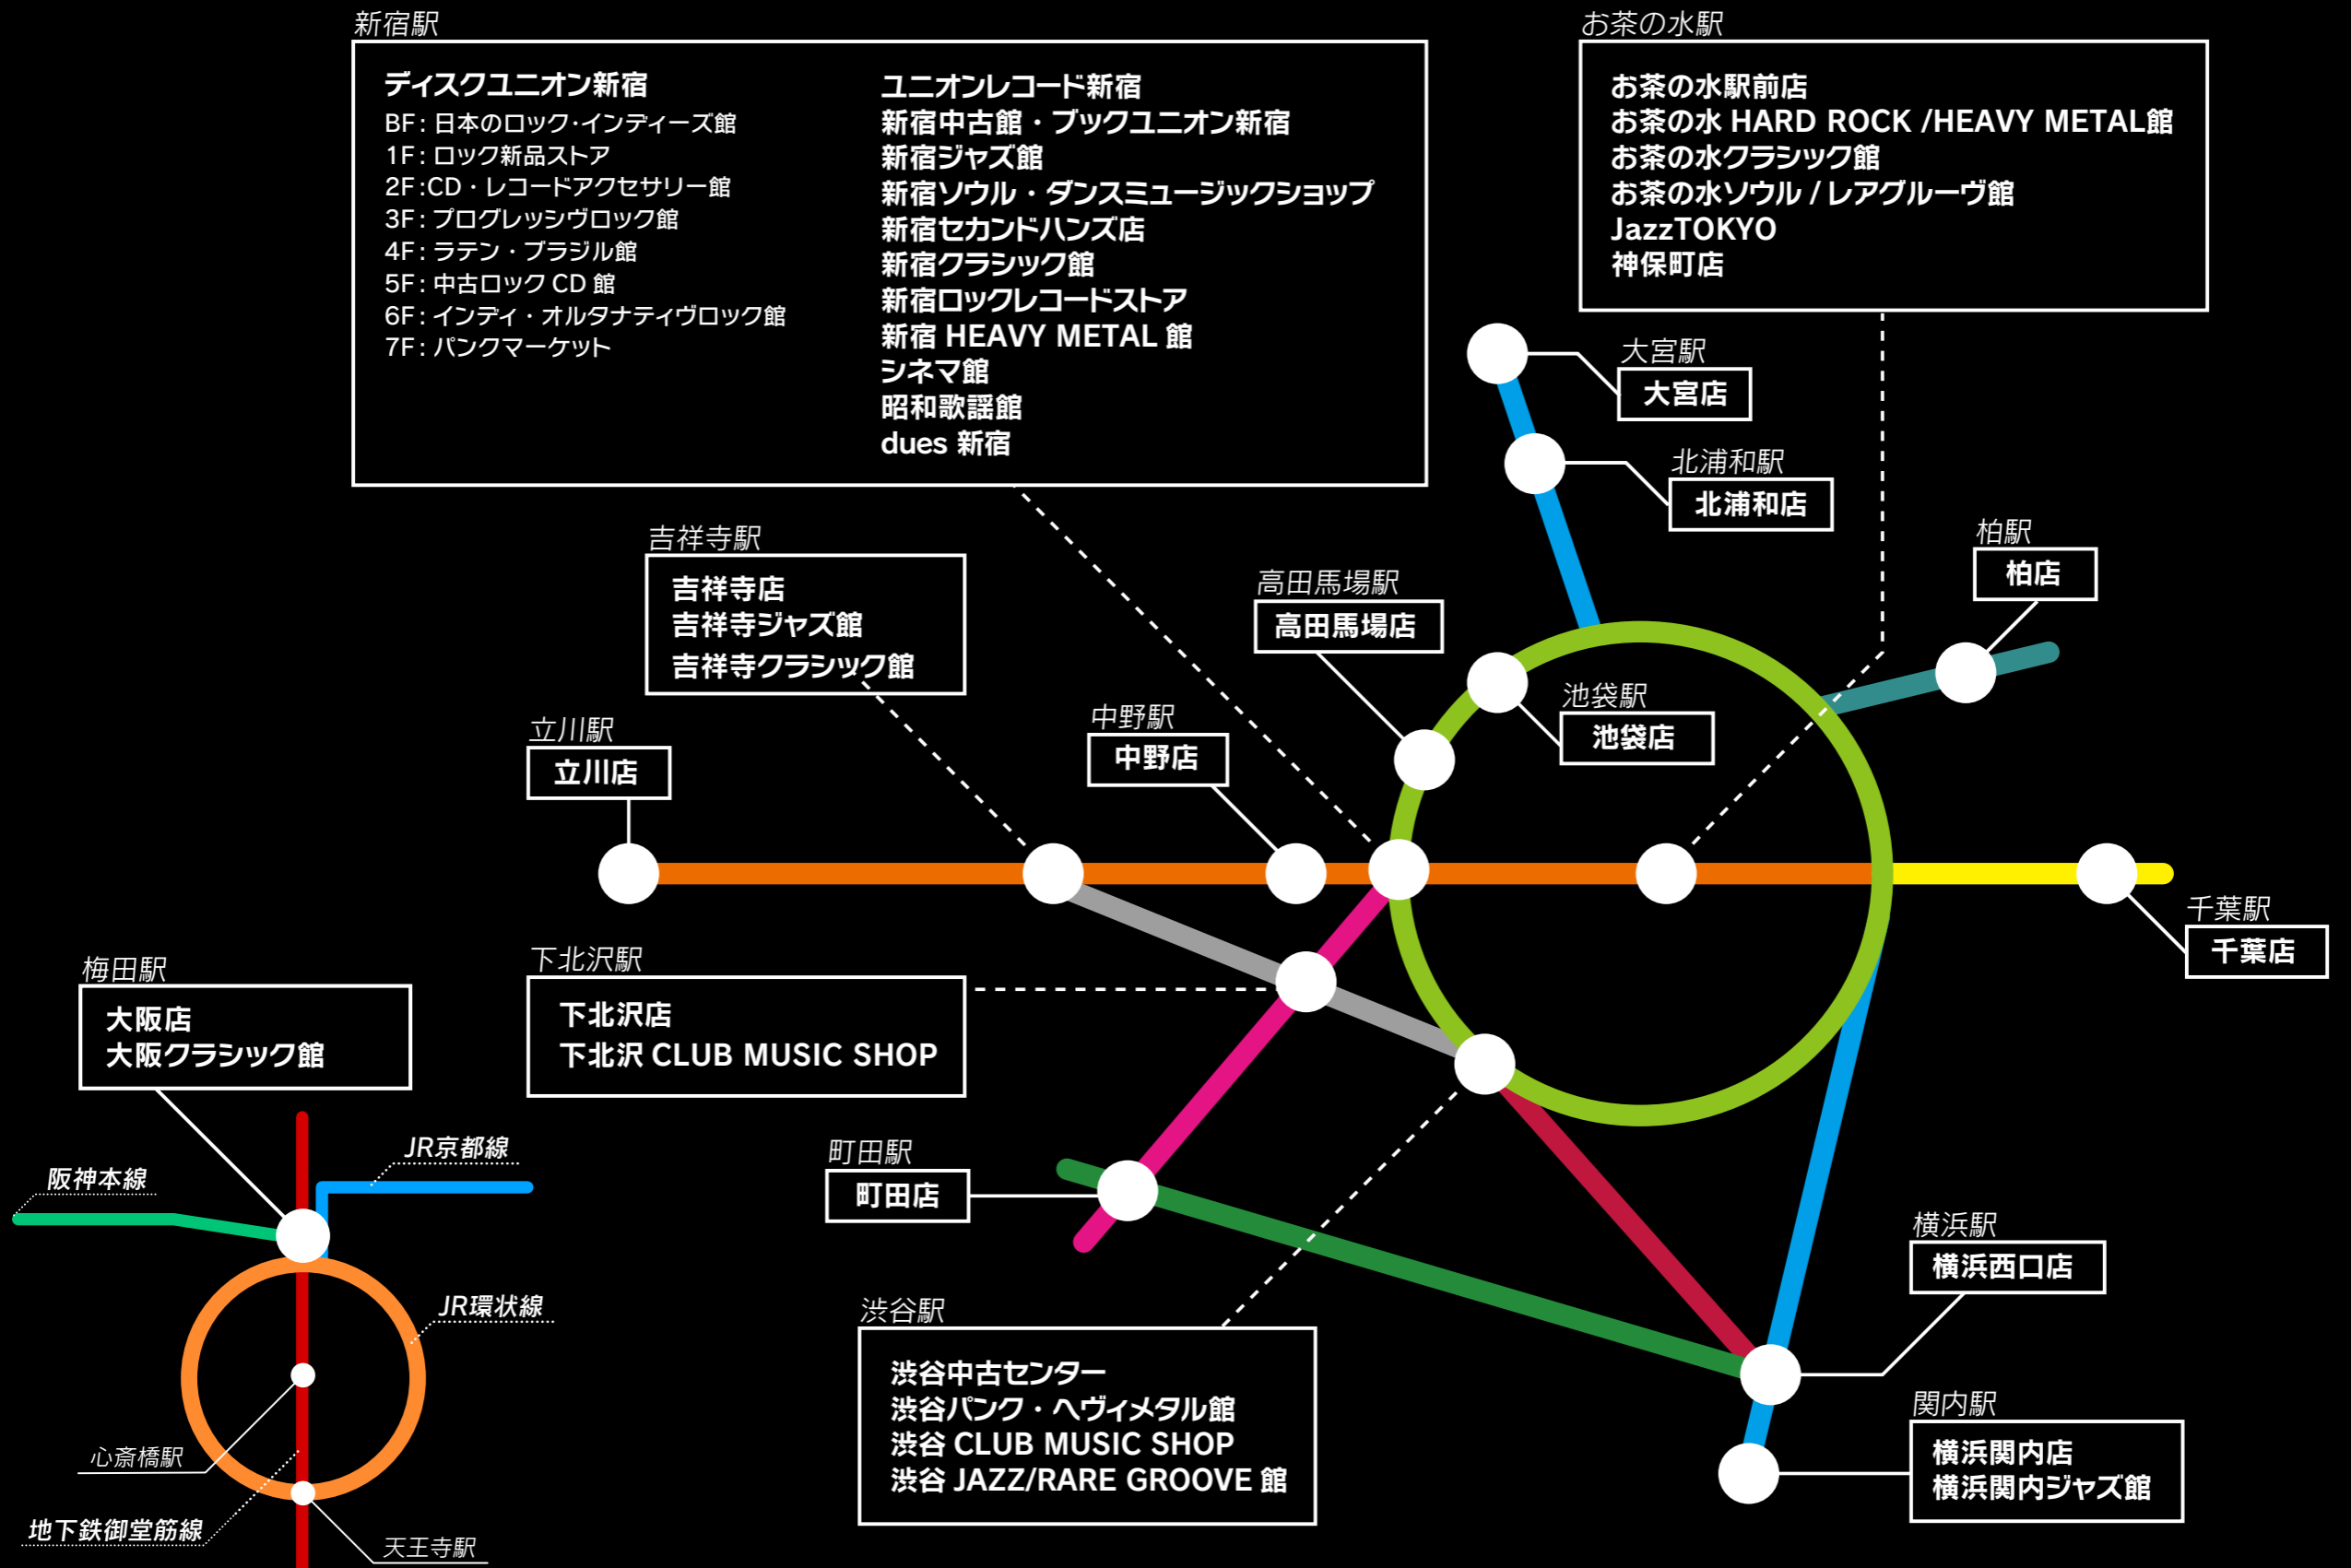 新宿駅
ディスクユニオン新宿
BF: 日本のロック・インディーズ館
1F: ロック新品ストア
2F:CD・レコードアクセサリー館
3F: プログレッシヴロック館
4F: ラテン・ブラジル館
5F: 中古ロック CD 館
6F: インディ・オルタナティヴロック館
7F: パンクマーケット
ユニオンレコード新宿
新宿中古館・ブックユニオン新宿
新宿ジャズ館
新宿ソウル・ダンスミュージックショップ
新宿セカンドハンズ店
新宿クラシック館
新宿ロックレコードストア
新宿 HEAVY METAL 館
シネマ館
昭和歌謡館
dues 新宿
お茶の水駅
お茶の水駅前店
お茶の水 HARD ROCK /HEAVY METAL館
お茶の水クラシック館
お茶の水ソウル / レアグルーヴ館
JazzTOKYO
神保町店
大宮駅
大宮店
北浦和駅
北浦和店
柏駅
柏店
吉祥寺駅
吉祥寺店
吉祥寺ジャズ館
吉祥寺クラシック館
高田馬場駅
高田馬場店
池袋駅
池袋店
中野駅
中野店
立川駅
立川店
千葉駅
千葉店
下北沢駅
下北沢店
下北沢 CLUB MUSIC SHOP
梅田駅
大阪店
大阪クラシック館
JR京都線
阪神本線
JR環状線
心斎橋駅
地下鉄御堂筋線
天王寺駅
町田駅
町田店
横浜駅
横浜西口店
渋谷駅
渋谷中古センター
渋谷パンク・ヘヴィメタル館
渋谷 CLUB MUSIC SHOP
渋谷 JAZZ/RARE GROOVE 館
関内駅
横浜関内店
横浜関内ジャズ館